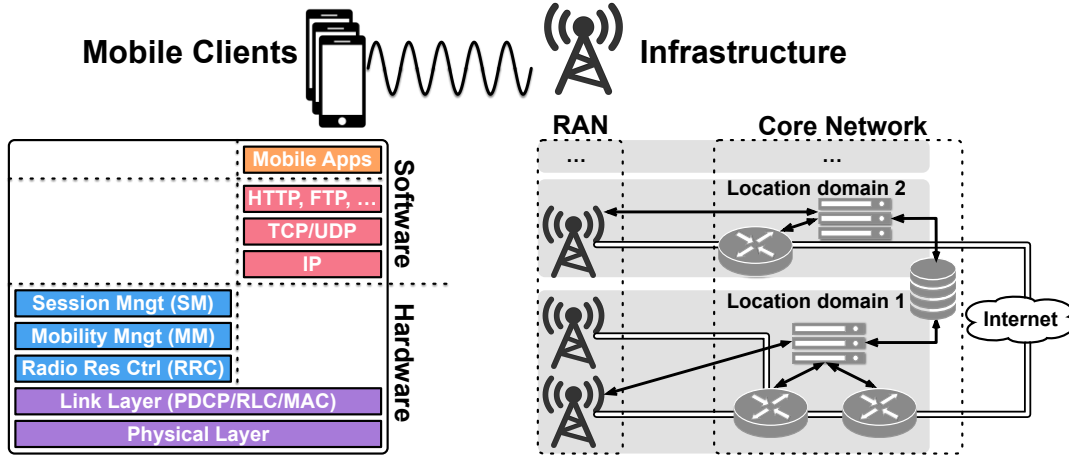 Mobile Clients
Infrastructure
Mobile Apps
HTTP, FTP, ...
TCP/UDP
IP
Software
Session Mngt (SM)
Mobility Mngt (MM)
Radio Res Ctrl (RRC)
Link Layer (PDCP/RLC/MAC)
Physical Layer
Hardware
RAN
Core Network
...
...
Location domain 2
Location domain 1
Internet